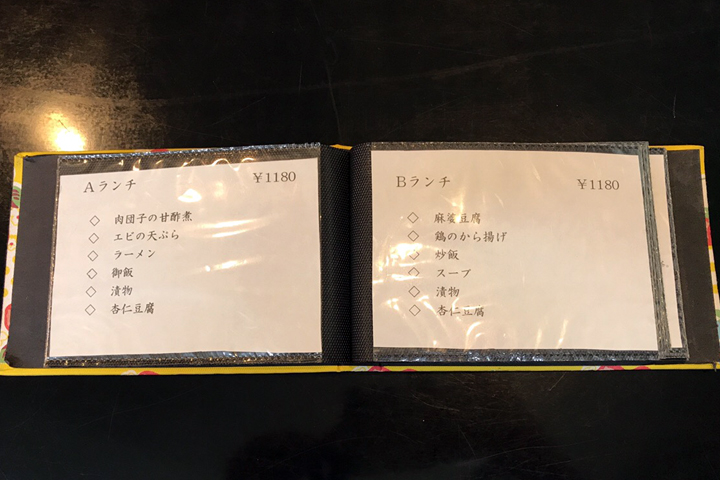 Aランチ ￥1180
◇ 肉団子の甘酢煮
◇ エビの天ぷら
◇ ラーメン
◇ 御飯
◇ 漬物
◇ 杏仁豆腐
Bランチ ￥1180
◇ 麻婆豆腐
◇ 鶏のから揚げ
◇ 炒飯
◇ スープ
◇ 漬物
◇ 杏仁豆腐